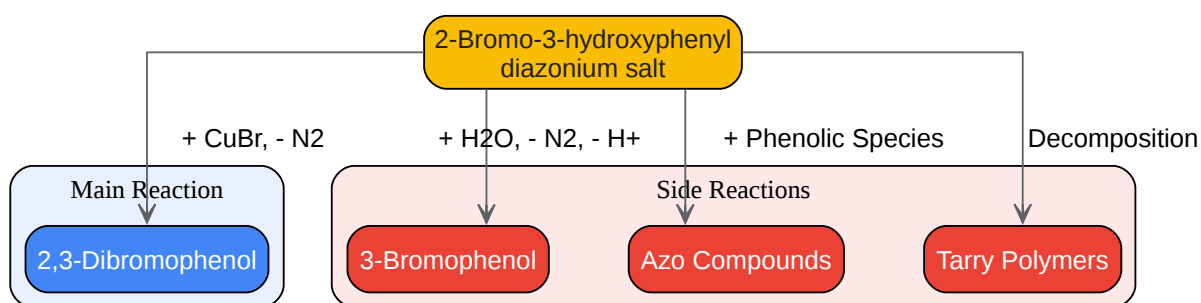 2-Bromo-3-hydroxyphenyl
diazonium salt
+ CuBr, - N2
+ H2O, - N2, - H+
+ Phenolic Species
Decomposition
Main Reaction
Side Reactions
2,3-Dibromophenol
3-Bromophenol
Azo Compounds
Tarry Polymers